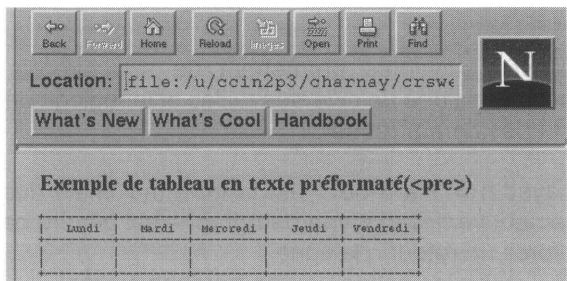 Back Forward Home Reload Images Open Print Find
N
Location: file:/u/ccin2p3/charnay/crswe
What's New What's Cool Handbook
Exemple de tableau en texte préformaté(<pre>)
+---------+---------+----------+---------+----------+
| Lundi | Mardi | Mercredi | Jeudi | Vendredi |
+---------+---------+----------+---------+----------+
| | | | | |
+---------+---------+----------+---------+----------+